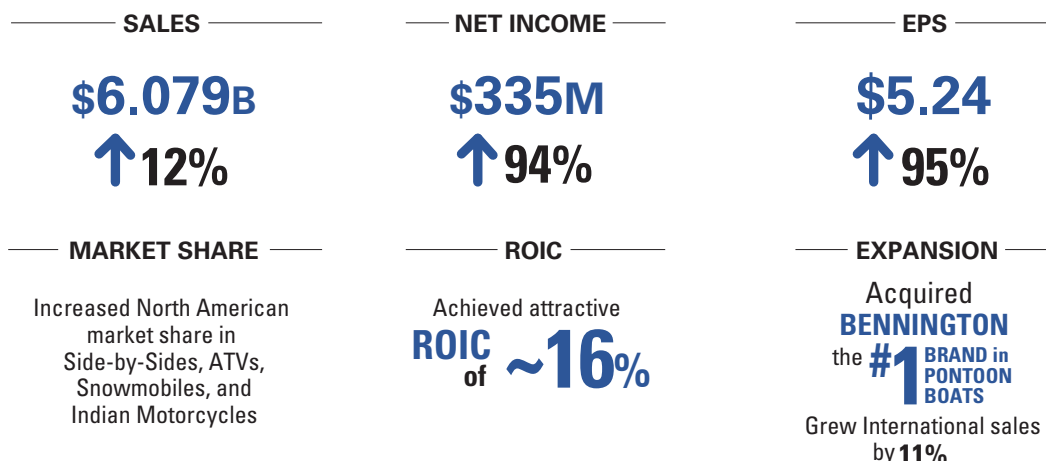 SALES
$6.079B
↑12%
NET INCOME
$335M
↑94%
EPS
$5.24
↑95%
MARKET SHARE
Increased North American
market share in
Side-by-Sides, ATVs,
Snowmobiles, and
Indian Motorcycles
ROIC
Achieved attractive
ROIC of ~16%
EXPANSION
Acquired
BENNINGTON
the #1 BRAND in
PONTOON
BOATS
Grew International sales
by 11%